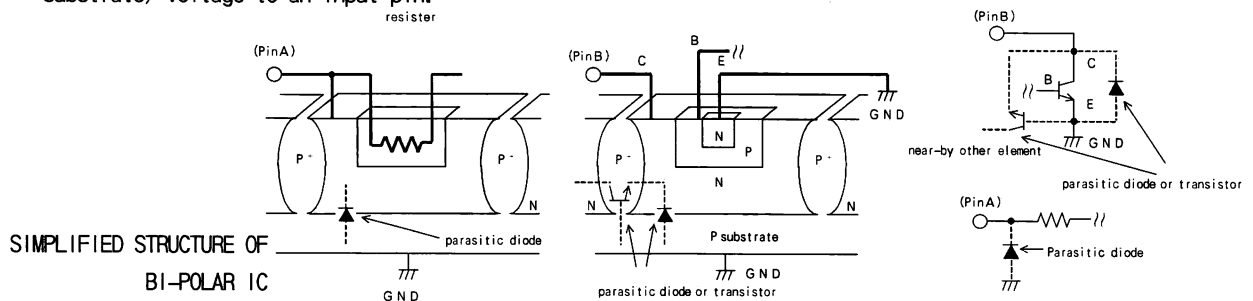 substrate) voltage to an input pin.
resister
(PinA)
(PinB)
C
B
E
GND
P+
N
P
N
P+
N
P-
N
P+
N
parasitic diode
P substrate
GND
GND
parasitic diode or transistor
SIMPLIFIED STRUCTURE OF
BI-POLAR IC
(PinB)
C
B
E
GND
near-by other element
parasitic diode or transistor
(PinA)
Parasitic diode